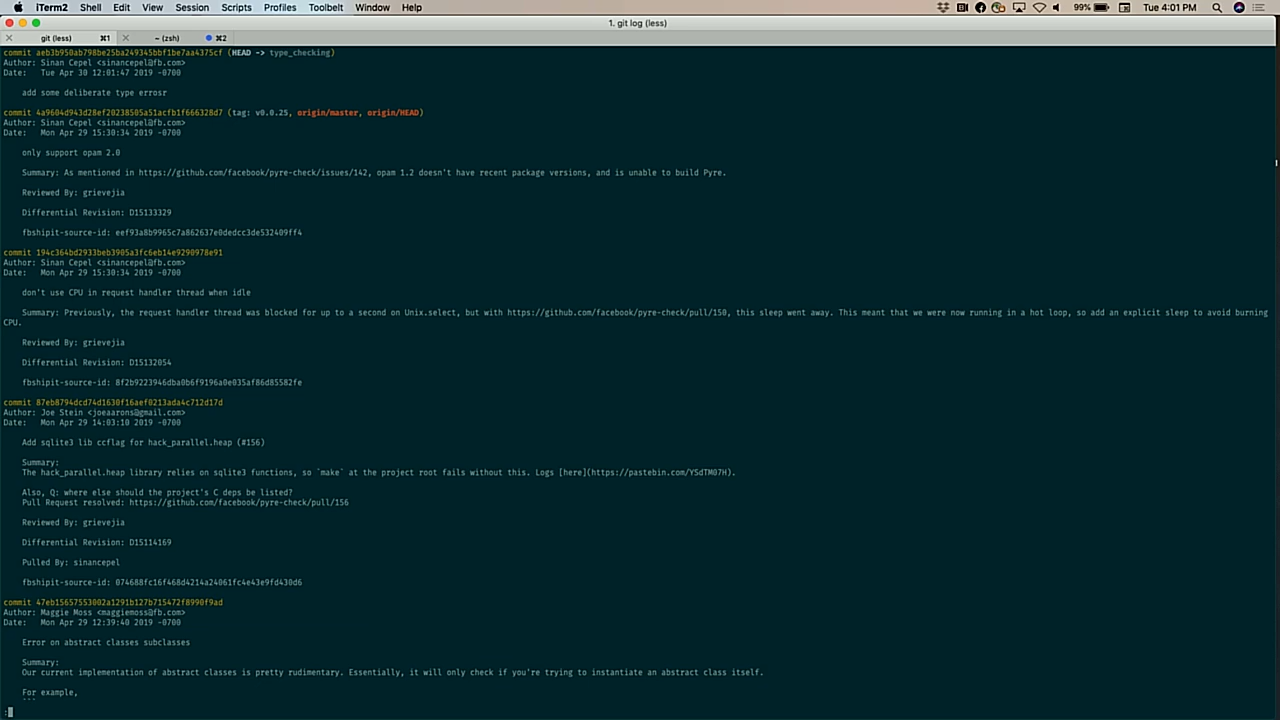 iTerm2 Shell Edit View Session Scripts Profiles Toolbelt Window Help 99% Tue 4:01 PM
1. git log (less)
git (less) ⌘1 ~ (zsh) ⌘2
commit aeb3b950ab798be25ba249345bbf1be7aa4375cf (HEAD -> type_checking)
Author: Sinan Cepel <sinancepel@fb.com>
Date: Tue Apr 30 12:01:47 2019 -0700
add some deliberate type errosr
commit 4a9604d943d28ef20238505a51acfb1f666328d7 (tag: v0.0.25, origin/master, origin/HEAD)
Author: Sinan Cepel <sinancepel@fb.com>
Date: Mon Apr 29 15:30:34 2019 -0700
only support opam 2.0
Summary: As mentioned in https://github.com/facebook/pyre-check/issues/142, opam 1.2 doesn't have recent package versions, and is unable to build Pyre.
Reviewed By: grievejia
Differential Revision: D15133329
fbshipit-source-id: eef93a8b9965c7a862637e0dedcc3de532409ff4
commit 194c364bd2933beb3905a3fc6eb14e9290978e91
Author: Sinan Cepel <sinancepel@fb.com>
Date: Mon Apr 29 15:30:34 2019 -0700
don't use CPU in request handler thread when idle
Summary: Previously, the request handler thread was blocked for up to a second on Unix.select, but with https://github.com/facebook/pyre-check/pull/150, this sleep went away. This meant that we were now running in a hot loop, so add an explicit sleep to avoid burning
CPU.
Reviewed By: grievejia
Differential Revision: D15132054
fbshipit-source-id: 8f2b9223946dba0b6f9196a0e035af86d85582fe
commit 87eb8794dcd74d1630f16aef0213ada4c712d17d
Author: Joe Stein <joeaarons@gmail.com>
Date: Mon Apr 29 14:03:10 2019 -0700
Add sqlite3 lib ccflag for hack_parallel.heap (#156)
Summary:
The hack_parallel.heap library relies on sqlite3 functions, so `make` at the project root fails without this. Logs [here](https://pastebin.com/YSdTM07H).
Also, Q: where else should the project's C deps be listed?
Pull Request resolved: https://github.com/facebook/pyre-check/pull/156
Reviewed By: grievejia
Differential Revision: D15114169
Pulled By: sinancepel
fbshipit-source-id: 074688fc16f468d4214a24061fc4e43e9fd430d6
commit 47eb15657553002a1291b127b715472f8990f9ad
Author: Maggie Moss <maggiemoss@fb.com>
Date: Mon Apr 29 12:39:40 2019 -0700
Error on abstract classes subclasses
Summary:
Our current implementation of abstract classes is pretty rudimentary. Essentially, it will only check if you're trying to instantiate an abstract class itself.
For example,
```
: